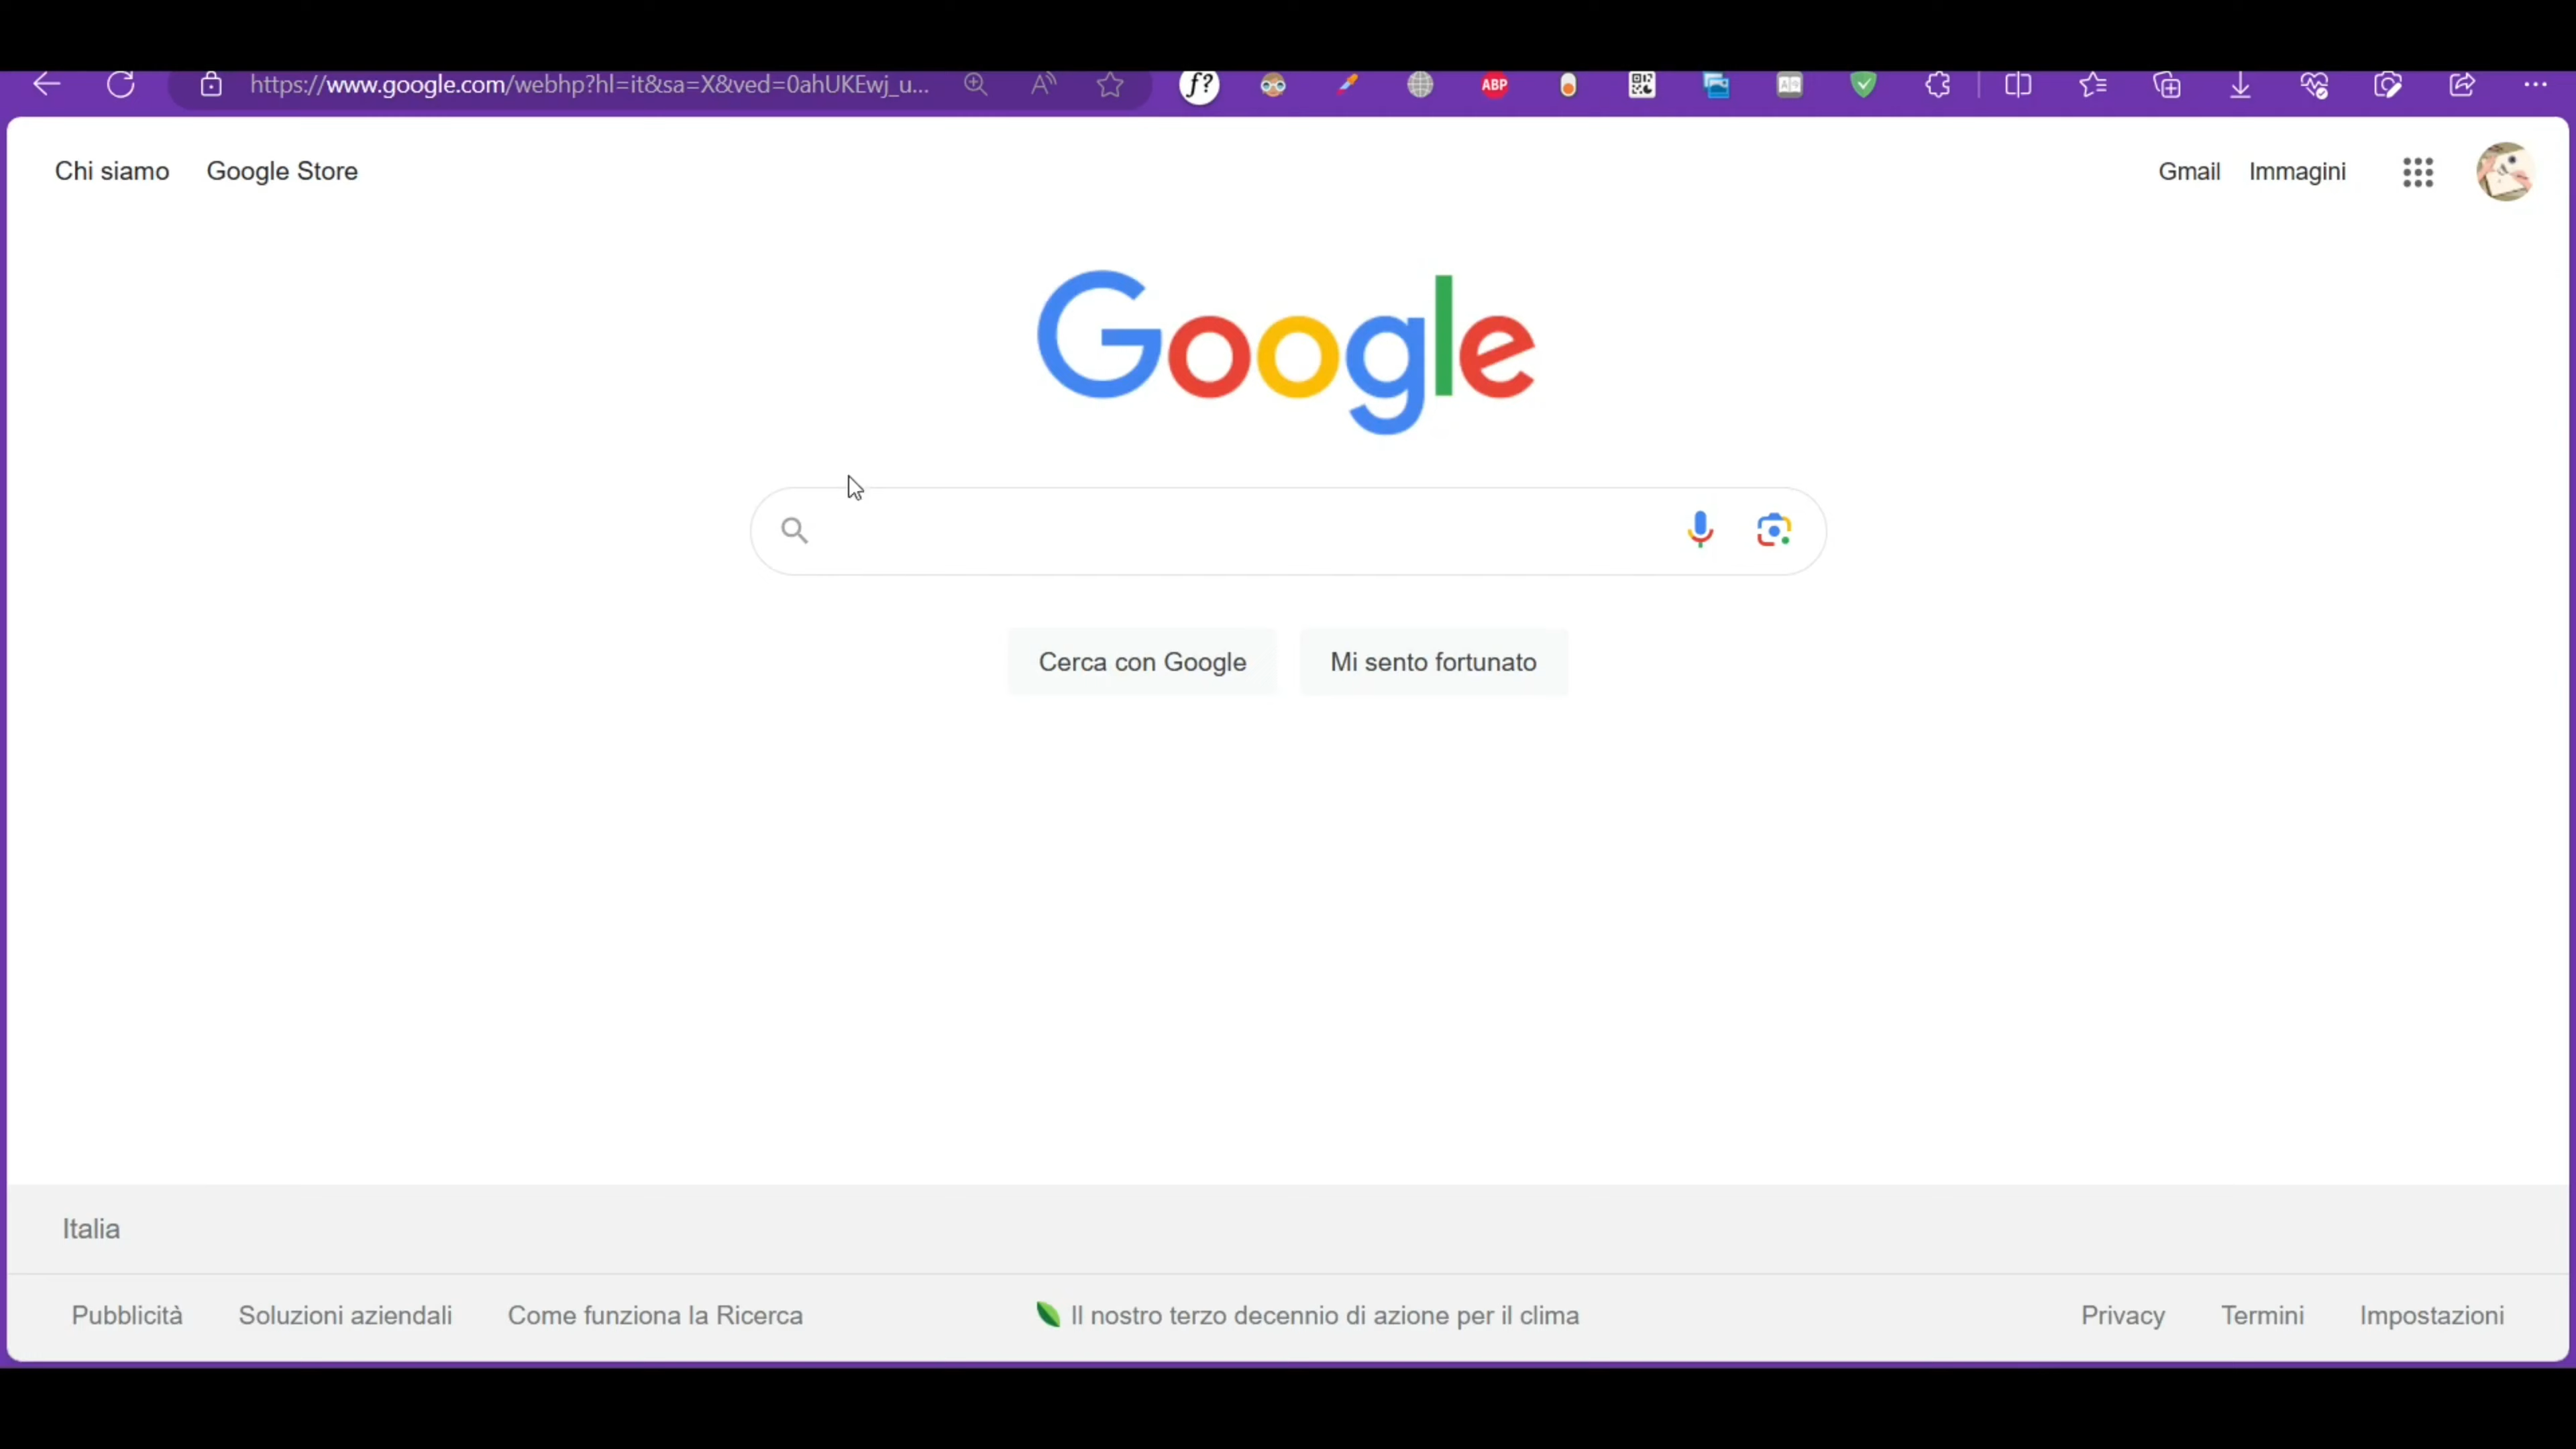 https://www.google.com/webhp?hl=it&sa=X&ved=0ahUKEwj_u...
f?
ABP
Chi siamo Google Store Gmail Immagini
Google
Cerca con Google Mi sento fortunato
Italia
Pubblicità Soluzioni aziendali Come funziona la Ricerca Il nostro terzo decennio di azione per il clima Privacy Termini Impostazioni